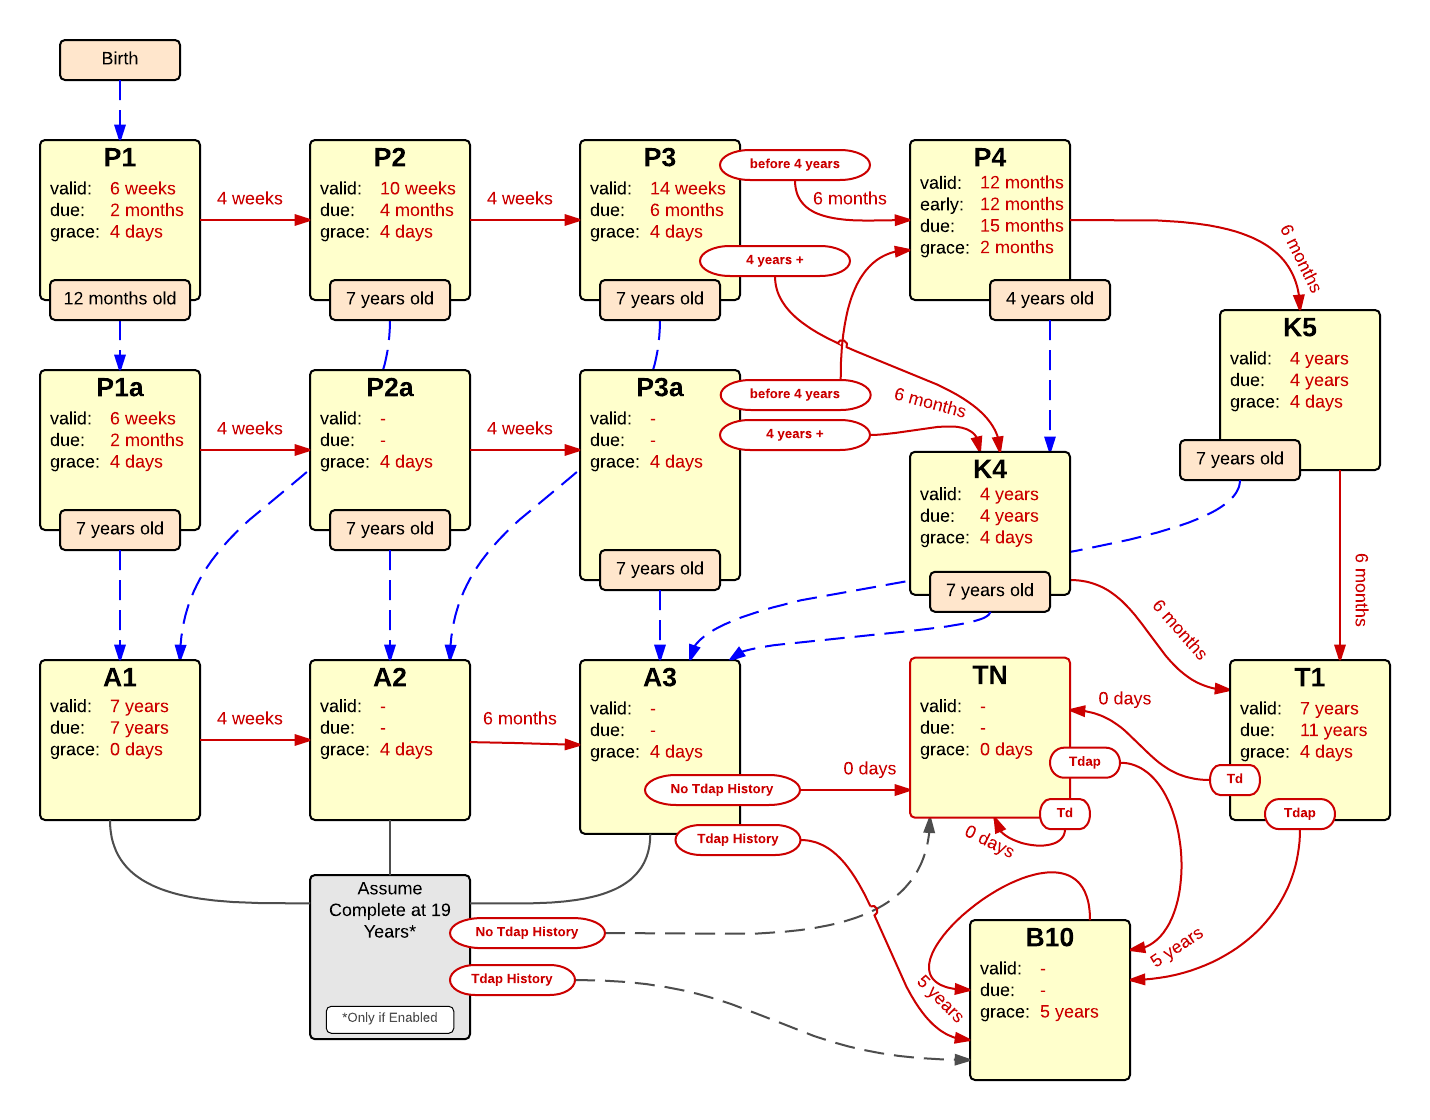 Birth
P1
valid: 6 weeks
due: 2 months
grace: 4 days
12 months old
4 weeks
P2
valid: 10 weeks
due: 4 months
grace: 4 days
7 years old
4 weeks
P3
valid: 14 weeks
due: 6 months
grace: 4 days
7 years old
before 4 years
6 months
4 years +
6 months
P4
valid: 12 months
early: 12 months
due: 15 months
grace: 2 months
4 years old
6 months
K5
valid: 4 years
due: 4 years
grace: 4 days
7 years old
6 months
P1a
valid: 6 weeks
due: 2 months
grace: 4 days
7 years old
4 weeks
P2a
valid: -
due: -
grace: 4 days
7 years old
4 weeks
P3a
valid: -
due: -
grace: 4 days
7 years old
before 4 years
4 years +
K4
valid: 4 years
due: 4 years
grace: 4 days
7 years old
6 months
A1
valid: 7 years
due: 7 years
grace: 0 days
4 weeks
A2
valid: -
due: -
grace: 4 days
6 months
A3
valid: -
due: -
grace: 4 days
No Tdap History
0 days
Tdap History
5 years
TN
valid: -
due: -
grace: 0 days
Tdap
Td
0 days
0 days
T1
valid: 7 years
due: 11 years
grace: 4 days
Td
Tdap
5 years
Assume
Complete at 19
Years*
No Tdap History
Tdap History
*Only if Enabled
B10
valid: -
due: -
grace: 5 years